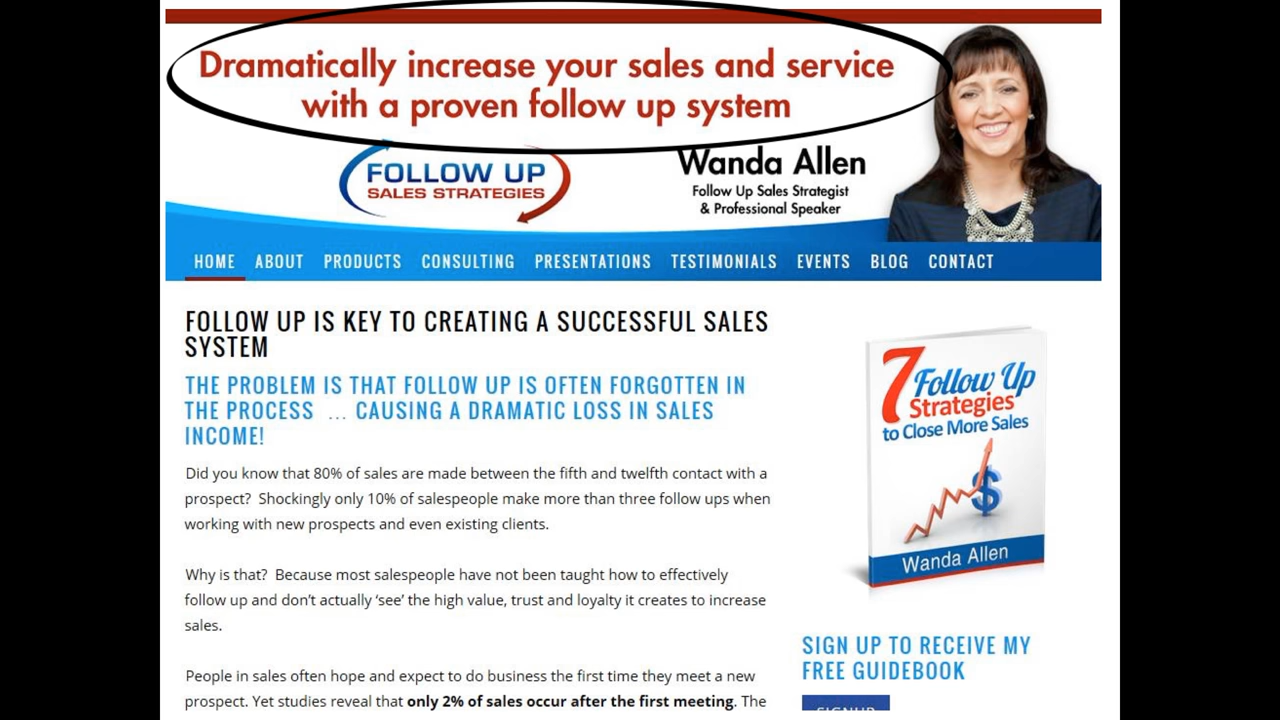 Dramatically increase your sales and service
with a proven follow up system
FOLLOW UP
SALES STRATEGIES
Wanda Allen
Follow Up Sales Strategist
& Professional Speaker
HOME ABOUT PRODUCTS CONSULTING PRESENTATIONS TESTIMONIALS EVENTS BLOG CONTACT
FOLLOW UP IS KEY TO CREATING A SUCCESSFUL SALES
SYSTEM
THE PROBLEM IS THAT FOLLOW UP IS OFTEN FORGOTTEN IN
THE PROCESS … CAUSING A DRAMATIC LOSS IN SALES
INCOME!
Did you know that 80% of sales are made between the fifth and twelfth contact with a
prospect? Shockingly only 10% of salespeople make more than three follow ups when
working with new prospects and even existing clients.
Why is that? Because most salespeople have not been taught how to effectively
follow up and don’t actually ‘see’ the high value, trust and loyalty it creates to increase
sales.
People in sales often hope and expect to do business the first time they meet a new
prospect. Yet studies reveal that only 2% of sales occur after the first meeting. The
7 Follow Up
Strategies
to Close More Sales
Wanda Allen
SIGN UP TO RECEIVE MY
FREE GUIDEBOOK
SIGNUP